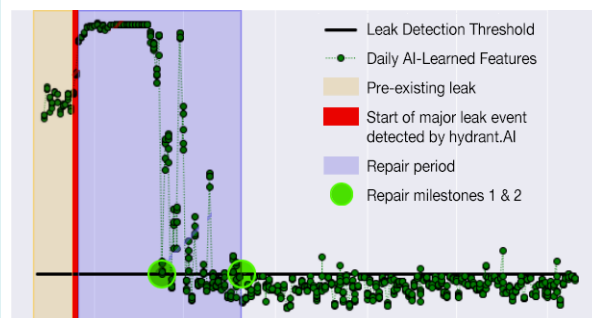 Leak Detection Threshold
Daily AI-Learned Features
Pre-existing leak
Start of major leak event
detected by hydrant.AI
Repair period
Repair milestones 1 & 2